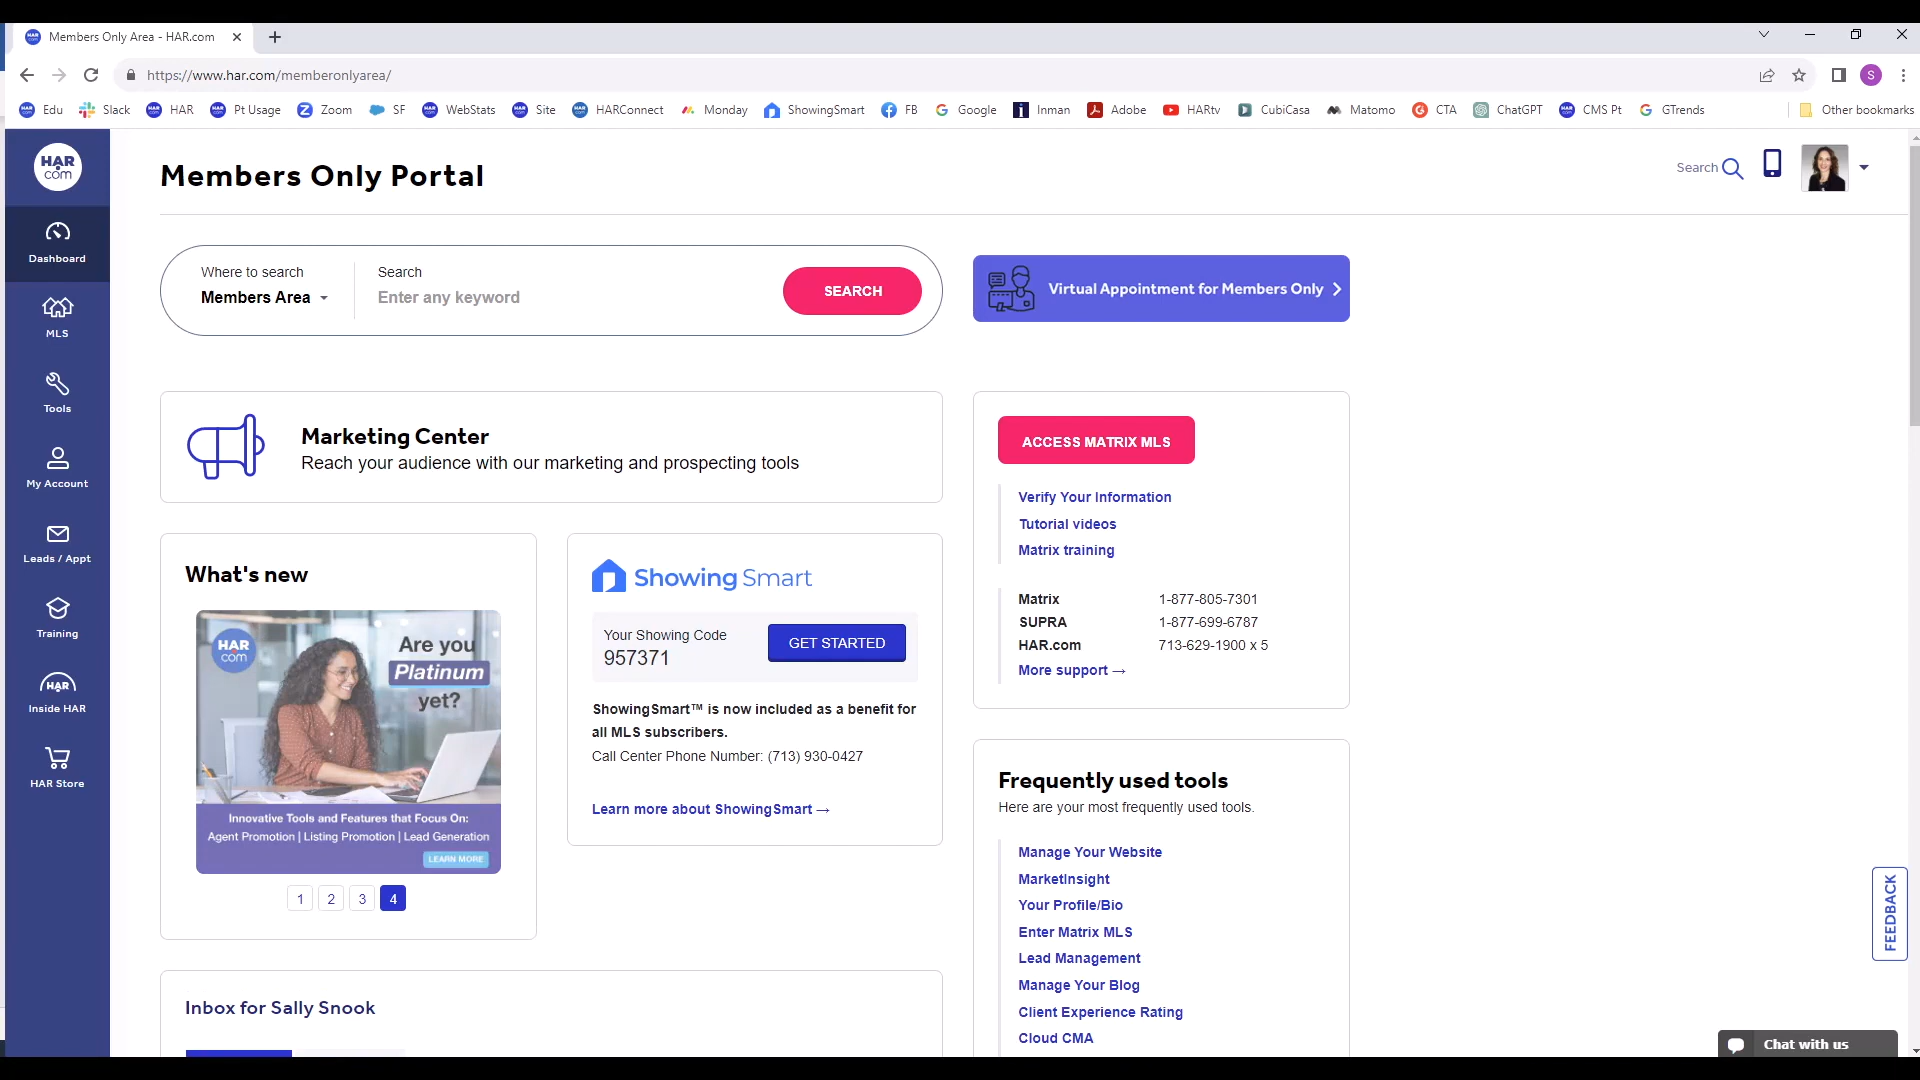 HAR com Members Only Area - HAR.com
https://www.har.com/memberonlyarea/
S
Edu Slack HAR Pt Usage Zoom SF WebStats Site HARConnect Monday ShowingSmart FB Google Inman Adobe HARtv CubiCasa Matomo CTA ChatGPT CMS Pt GTrends Other bookmarks
HAR
com
Dashboard
MLS
Tools
My Account
Leads / Appt
Training
HAR
Inside HAR
HAR Store
Members Only Portal
Search
Where to search
Members Area
Search
Enter any keyword
SEARCH
Virtual Appointment for Members Only
Marketing Center
Reach your audience with our marketing and prospecting tools
What's new
HAR
com
Are you
Platinum
yet?
Innovative Tools and Features that Focus On:
Agent Promotion | Listing Promotion | Lead Generation
LEARN MORE
1 2 3 4
Showing Smart
Your Showing Code
957371
GET STARTED
ShowingSmart™ is now included as a benefit for
all MLS subscribers.
Call Center Phone Number: (713) 930-0427
Learn more about ShowingSmart →
Inbox for Sally Snook
ACCESS MATRIX MLS
Verify Your Information
Tutorial videos
Matrix training
Matrix 1-877-805-7301
SUPRA 1-877-699-6787
HAR.com 713-629-1900 x 5
More support →
Frequently used tools
Here are your most frequently used tools.
Manage Your Website
MarketInsight
Your Profile/Bio
Enter Matrix MLS
Lead Management
Manage Your Blog
Client Experience Rating
Cloud CMA
FEEDBACK
Chat with us